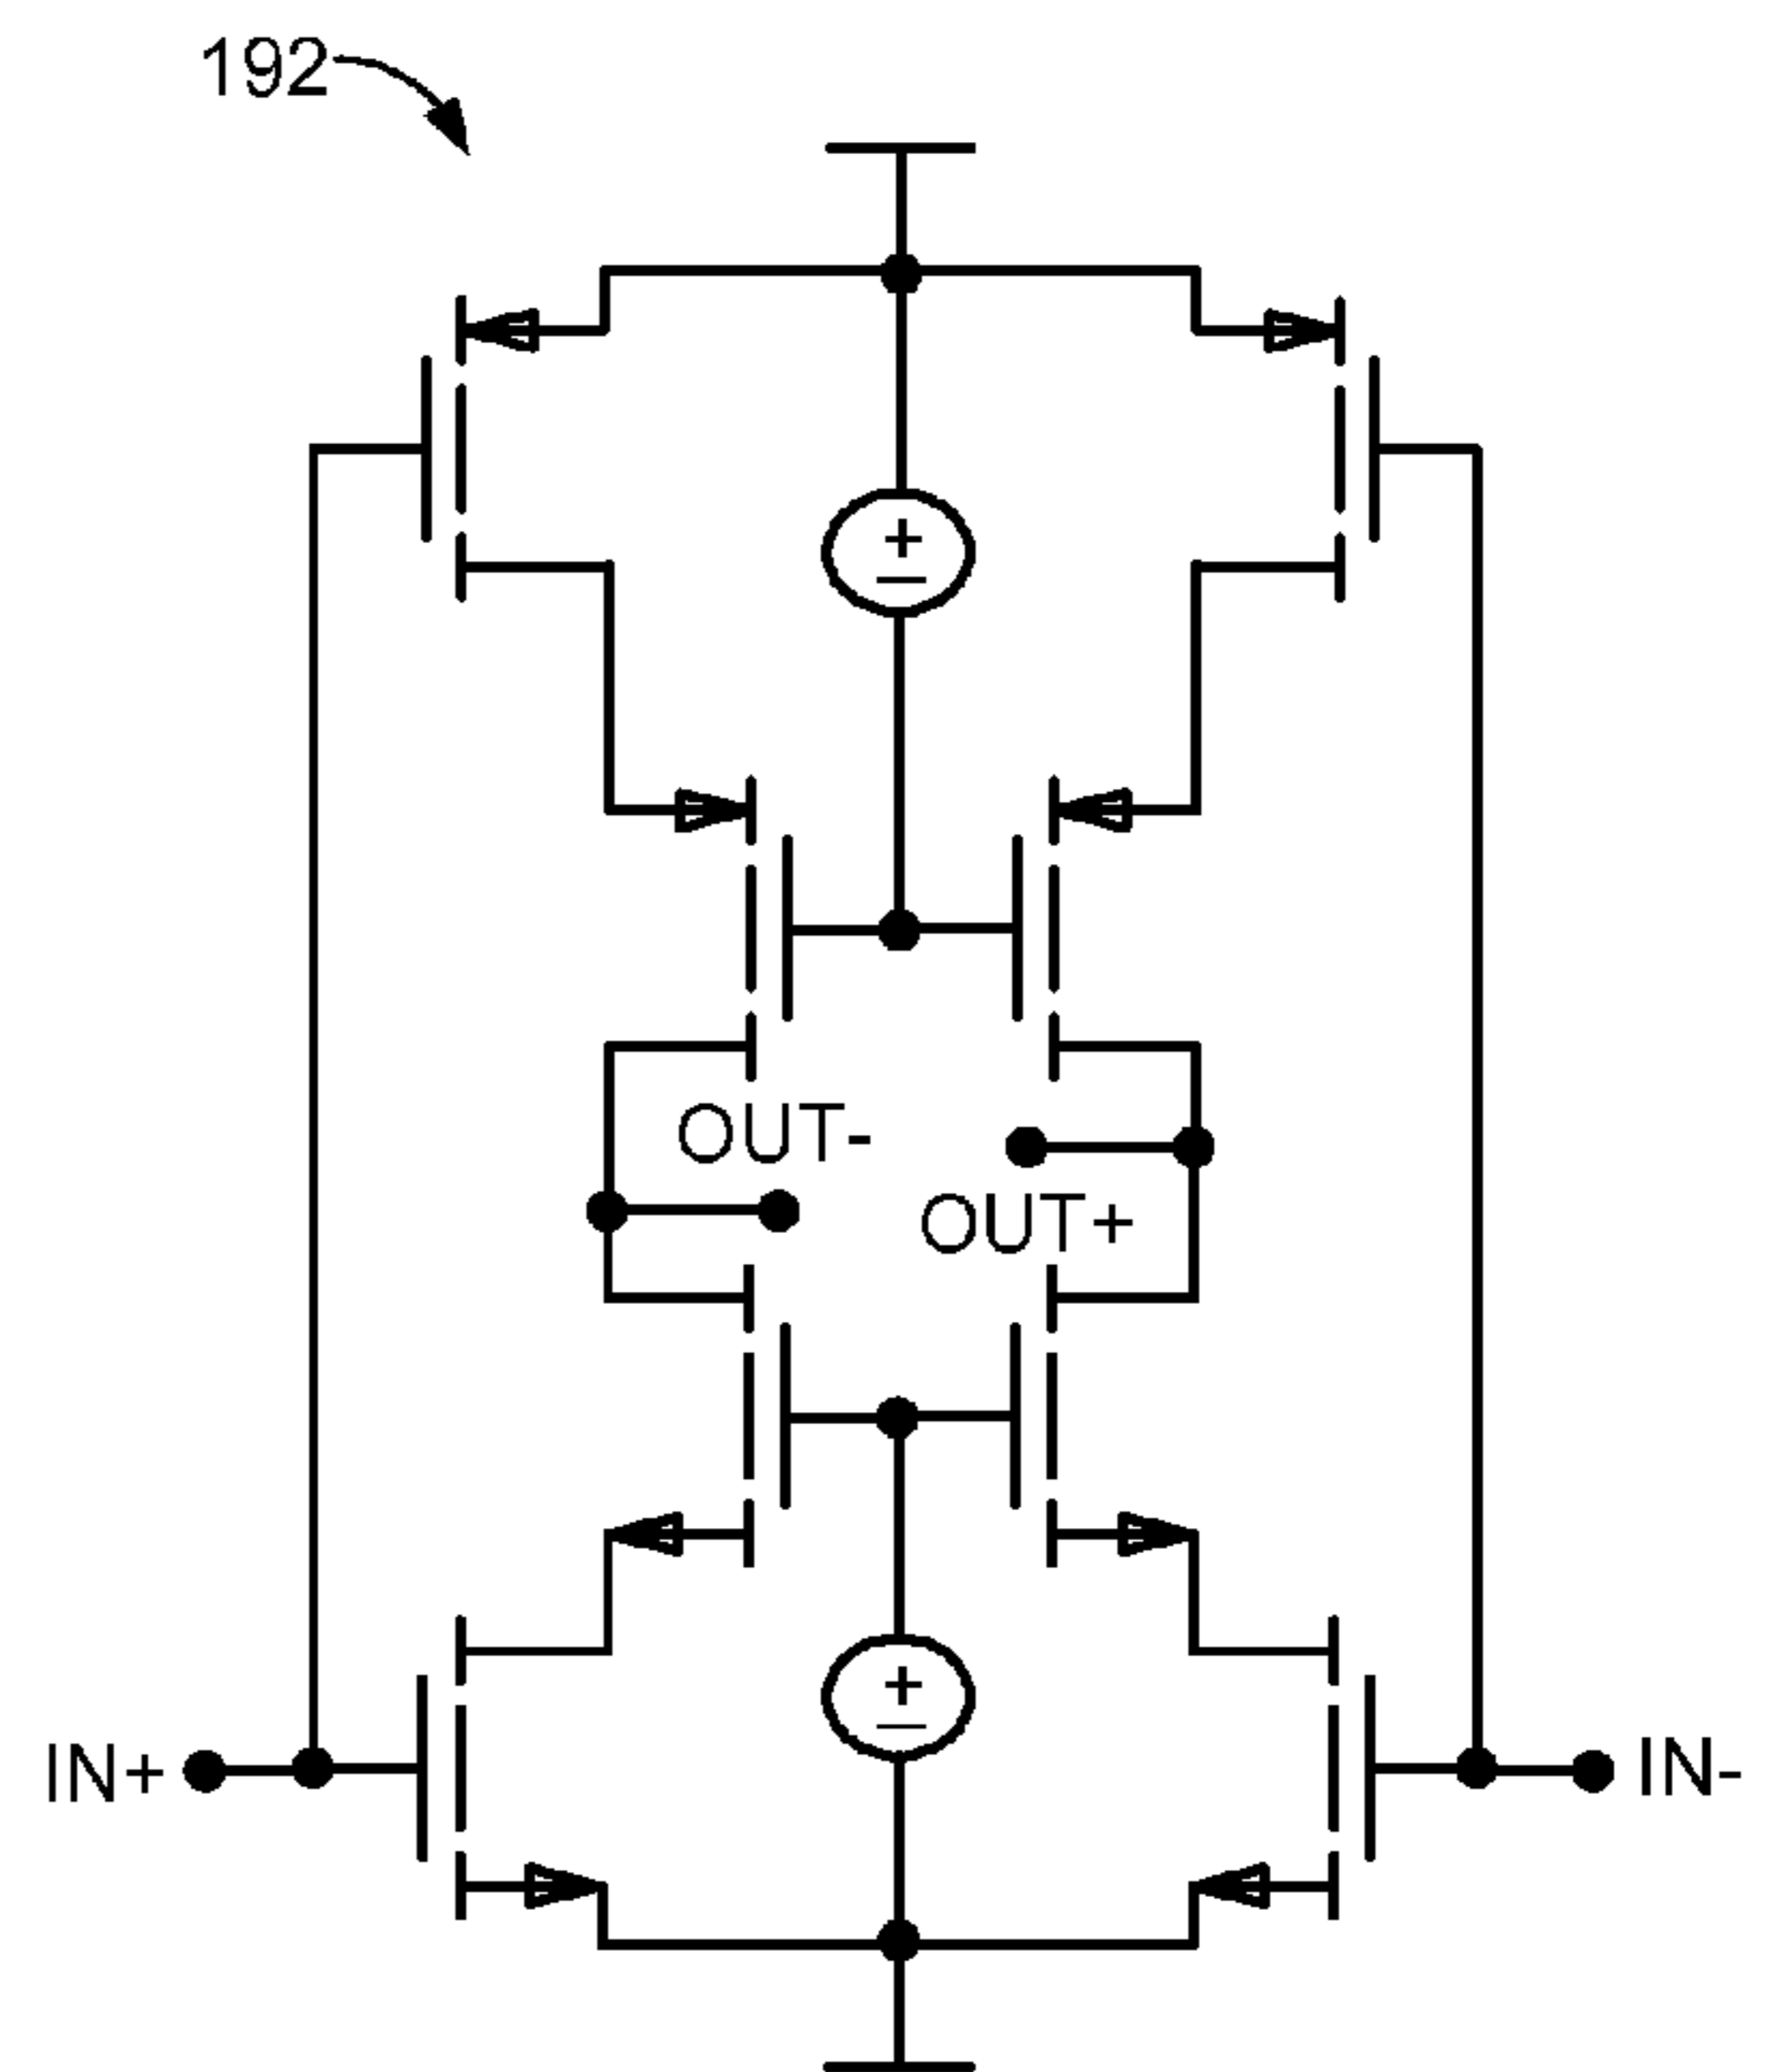 192
+
−
OUT-
OUT+
+
−
IN+
IN-